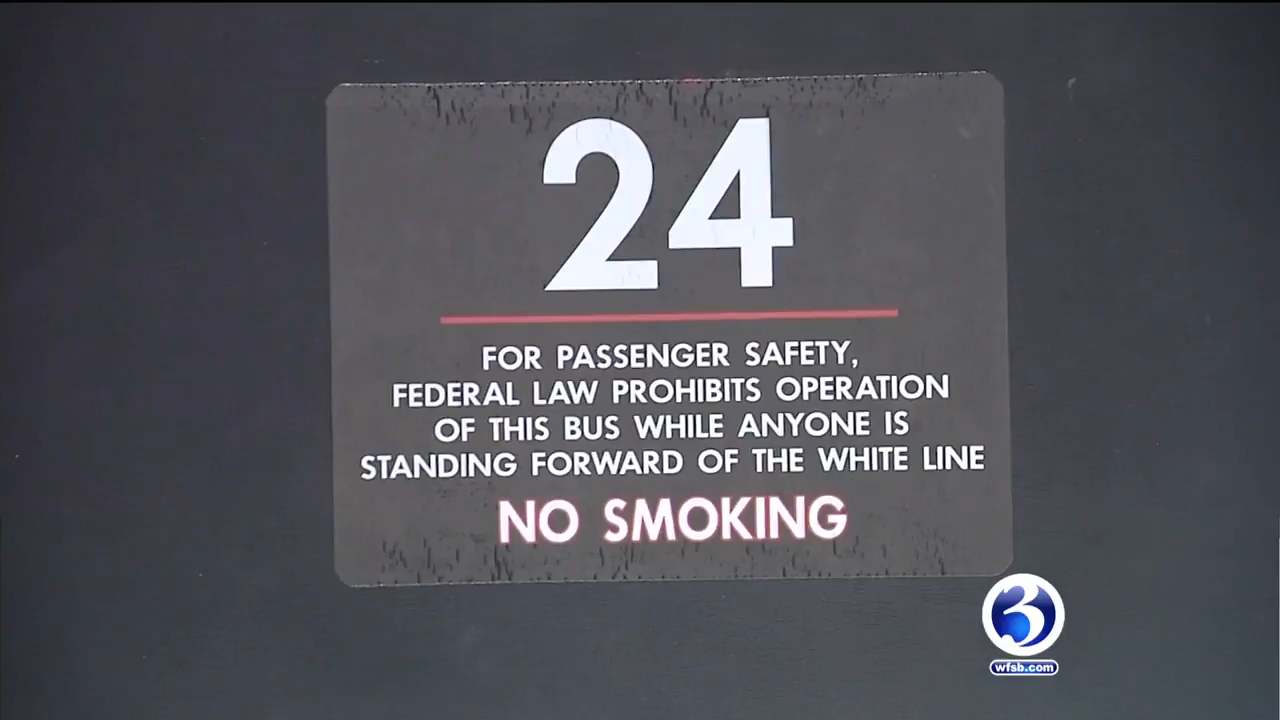 24
FOR PASSENGER SAFETY,
FEDERAL LAW PROHIBITS OPERATION
OF THIS BUS WHILE ANYONE IS
STANDING FORWARD OF THE WHITE LINE
NO SMOKING
3
wfsb.com